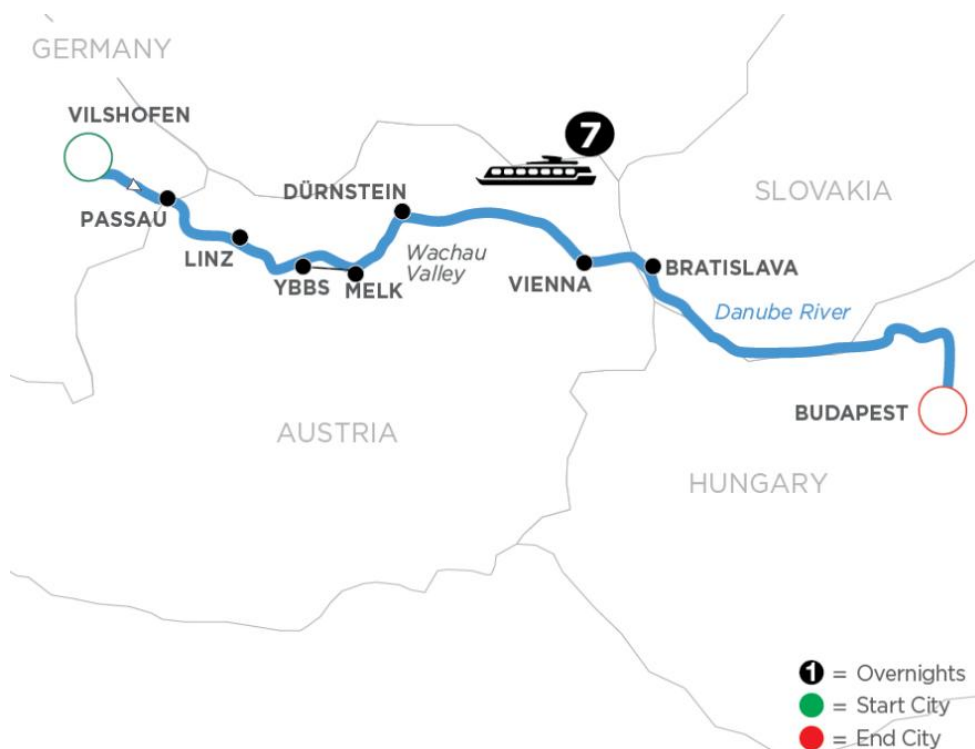 GERMANY
VILSHOFEN
7
DÜRNSTEIN
SLOVAKIA
PASSAU
LINZ
Wachau
Valley
YBBS
MELK
VIENNA
BRATISLAVA
Danube River
BUDAPEST
AUSTRIA
HUNGARY
1 = Overnights
= Start City
= End City